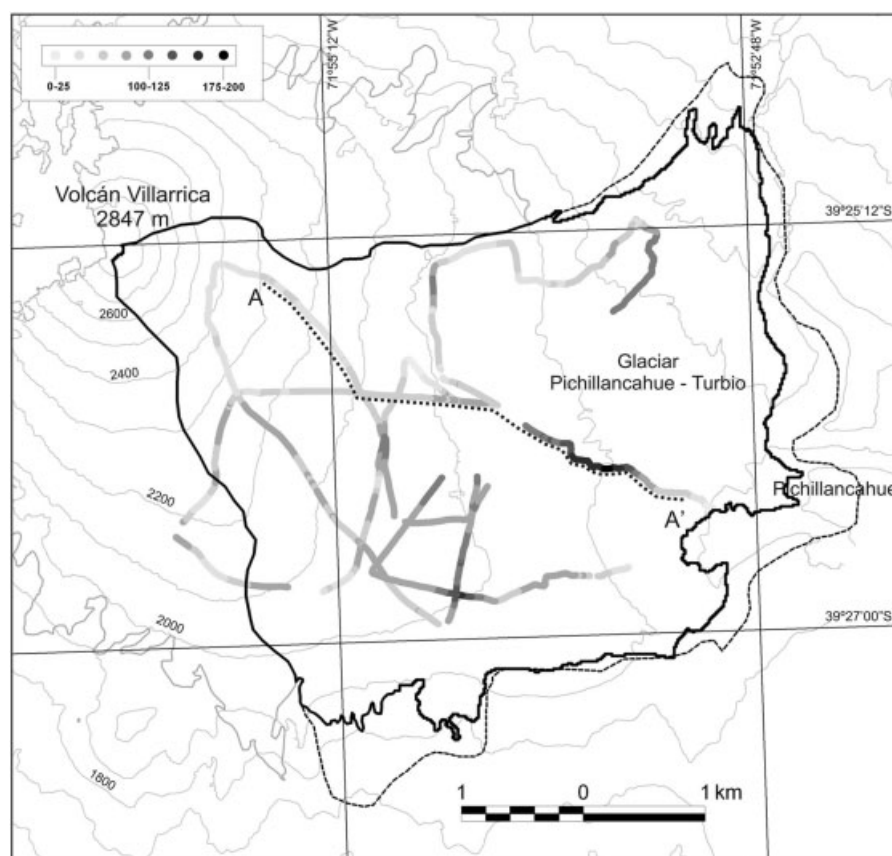 0-25
100-125
175-200
71°55'12"W
71°52'48"W
Volcán Villarrica
2847 m
39°25'12"S
A
2600
2400
Glaciar
Pichillancahue - Turbio
2200
Pichillancahue
A'
2000
39°27'00"S
1800
1
0
1 km